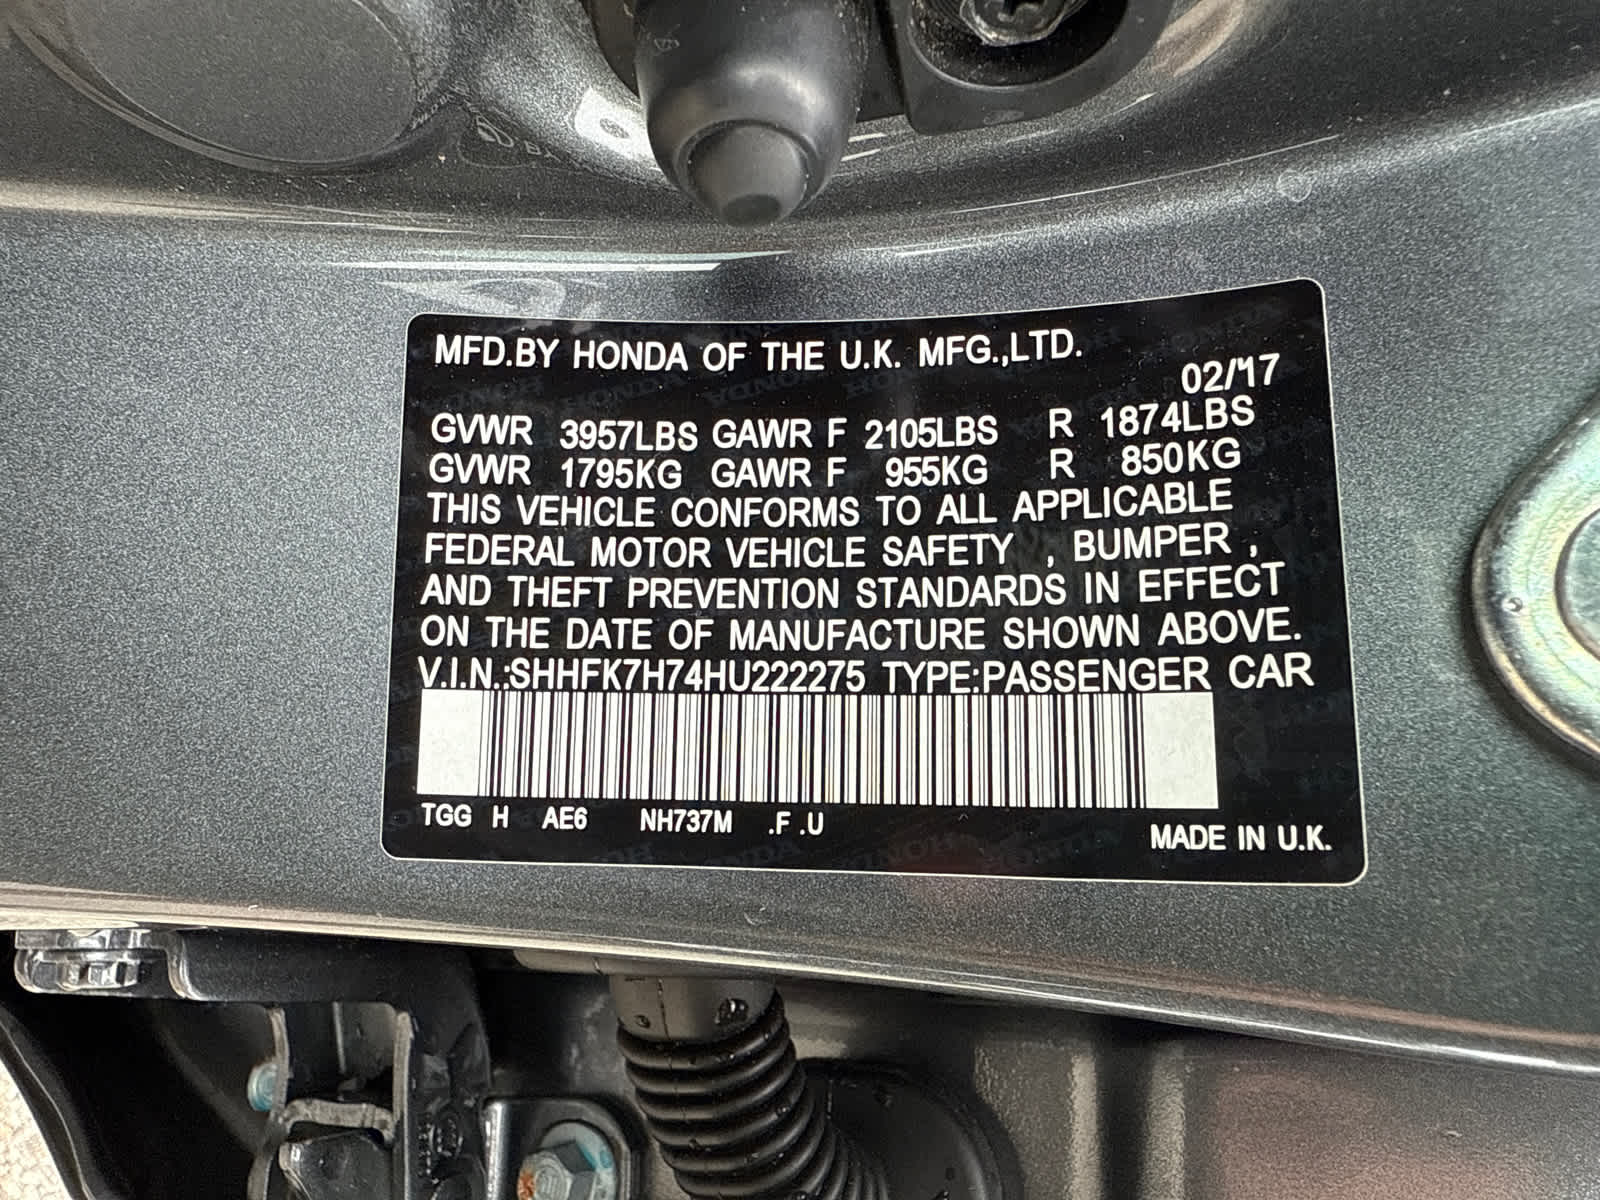 MFD.BY HONDA OF THE U.K. MFG.,LTD.
02/'17
GVWR 3957LBS GAWR F 2105LBS R 1874LBS
GVWR 1795KG GAWR F 955KG R 850KG
THIS VEHICLE CONFORMS TO ALL APPLICABLE
FEDERAL MOTOR VEHICLE SAFETY , BUMPER ,
AND THEFT PREVENTION STANDARDS IN EFFECT
ON THE DATE OF MANUFACTURE SHOWN ABOVE.
V.I.N.:SHHFK7H74HU222275 TYPE:PASSENGER CAR
TGG H AE6 NH737M .F .U
MADE IN U.K.